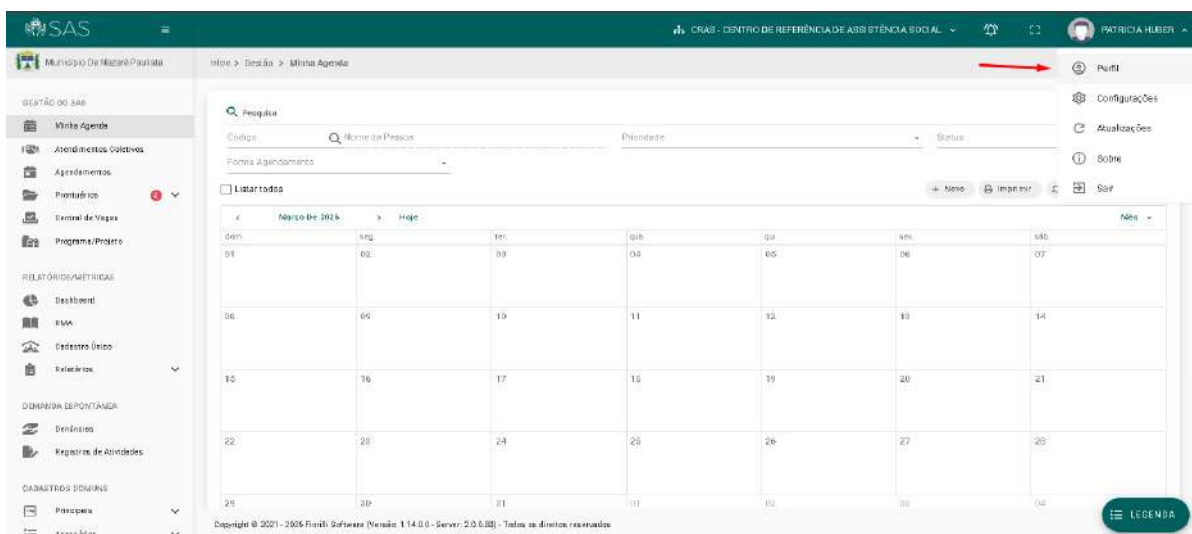 SAS
CRAS - CENTRO DE REFERÊNCIA DE ASSISTÊNCIA SOCIAL
PATRICIA HUBER
Município De Nazaré Paulista
Início > Gestão > Minha Agenda
Perfil
Configurações
Atualizações
Sobre
Sair
GESTÃO DO SAS
Minha Agenda
Atendimentos Coletivos
Agendamentos
Prontuários 2
Central de Vagas
Programa/Projeto
RELATÓRIOS/MÉTRICAS
Dashboard
RMA
Cadastro Único
Relatórios
DEMANDA ESPONTÂNEA
Denúncias
Registros de Atividades
CADASTROS COMUNS
Principais
Pesquisa
Código
Nome da Pessoa
Prioridade
Status
Forma Agendamento
Listar todos
+ Novo
Imprimir
< Março De 2026 > Hoje
Mês
dom. seg. ter. qua. qui. sex. sáb.
01 02 03 04 05 06 07
08 09 10 11 12 13 14
15 16 17 18 19 20 21
22 23 24 25 26 27 28
29 30 31 01 02 03 04
LEGENDA
Copyright © 2021 - 2026 Fiorilli Software (Versão: 1.14.0.0 - Server: 2.0.0.88) - Todos os direitos reservados